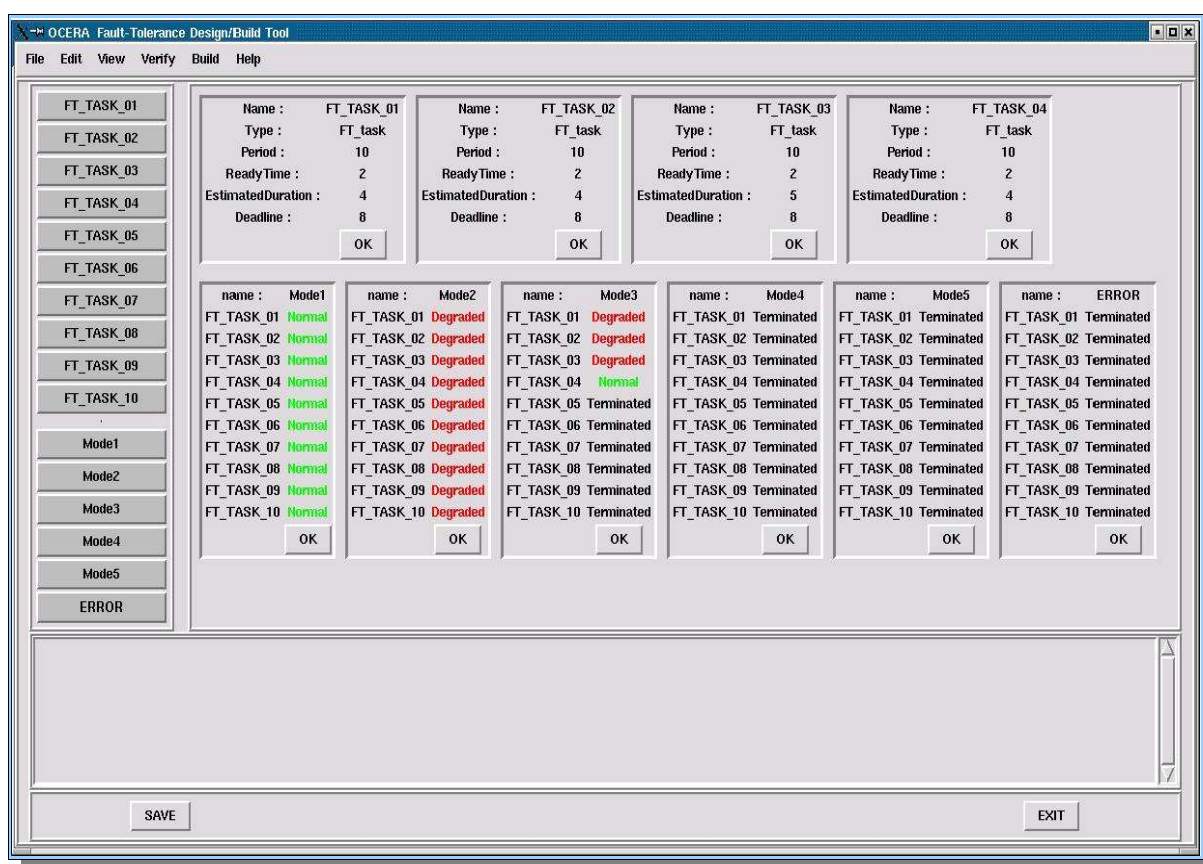 OCERA Fault-Tolerance Design/Build Tool
File Edit View Verify Build Help
FT_TASK_01
FT_TASK_02
FT_TASK_03
FT_TASK_04
FT_TASK_05
FT_TASK_06
FT_TASK_07
FT_TASK_08
FT_TASK_09
FT_TASK_10
Mode1
Mode2
Mode3
Mode4
Mode5
ERROR
Name : FT_TASK_01
Type : FT_task
Period : 10
ReadyTime : 2
EstimatedDuration : 4
Deadline : 8
OK
Name : FT_TASK_02
Type : FT_task
Period : 10
ReadyTime : 2
EstimatedDuration : 4
Deadline : 8
OK
Name : FT_TASK_03
Type : FT_task
Period : 10
ReadyTime : 2
EstimatedDuration : 5
Deadline : 8
OK
Name : FT_TASK_04
Type : FT_task
Period : 10
ReadyTime : 2
EstimatedDuration : 4
Deadline : 8
OK
name : Mode1
FT_TASK_01 Normal
FT_TASK_02 Normal
FT_TASK_03 Normal
FT_TASK_04 Normal
FT_TASK_05 Normal
FT_TASK_06 Normal
FT_TASK_07 Normal
FT_TASK_08 Normal
FT_TASK_09 Normal
FT_TASK_10 Normal
OK
name : Mode2
FT_TASK_01 Degraded
FT_TASK_02 Degraded
FT_TASK_03 Degraded
FT_TASK_04 Degraded
FT_TASK_05 Degraded
FT_TASK_06 Degraded
FT_TASK_07 Degraded
FT_TASK_08 Degraded
FT_TASK_09 Degraded
FT_TASK_10 Degraded
OK
name : Mode3
FT_TASK_01 Degraded
FT_TASK_02 Degraded
FT_TASK_03 Degraded
FT_TASK_04 Normal
FT_TASK_05 Terminated
FT_TASK_06 Terminated
FT_TASK_07 Terminated
FT_TASK_08 Terminated
FT_TASK_09 Terminated
FT_TASK_10 Terminated
OK
name : Mode4
FT_TASK_01 Terminated
FT_TASK_02 Terminated
FT_TASK_03 Terminated
FT_TASK_04 Terminated
FT_TASK_05 Terminated
FT_TASK_06 Terminated
FT_TASK_07 Terminated
FT_TASK_08 Terminated
FT_TASK_09 Terminated
FT_TASK_10 Terminated
OK
name : Mode5
FT_TASK_01 Terminated
FT_TASK_02 Terminated
FT_TASK_03 Terminated
FT_TASK_04 Terminated
FT_TASK_05 Terminated
FT_TASK_06 Terminated
FT_TASK_07 Terminated
FT_TASK_08 Terminated
FT_TASK_09 Terminated
FT_TASK_10 Terminated
OK
name : ERROR
FT_TASK_01 Terminated
FT_TASK_02 Terminated
FT_TASK_03 Terminated
FT_TASK_04 Terminated
FT_TASK_05 Terminated
FT_TASK_06 Terminated
FT_TASK_07 Terminated
FT_TASK_08 Terminated
FT_TASK_09 Terminated
FT_TASK_10 Terminated
OK
SAVE
EXIT